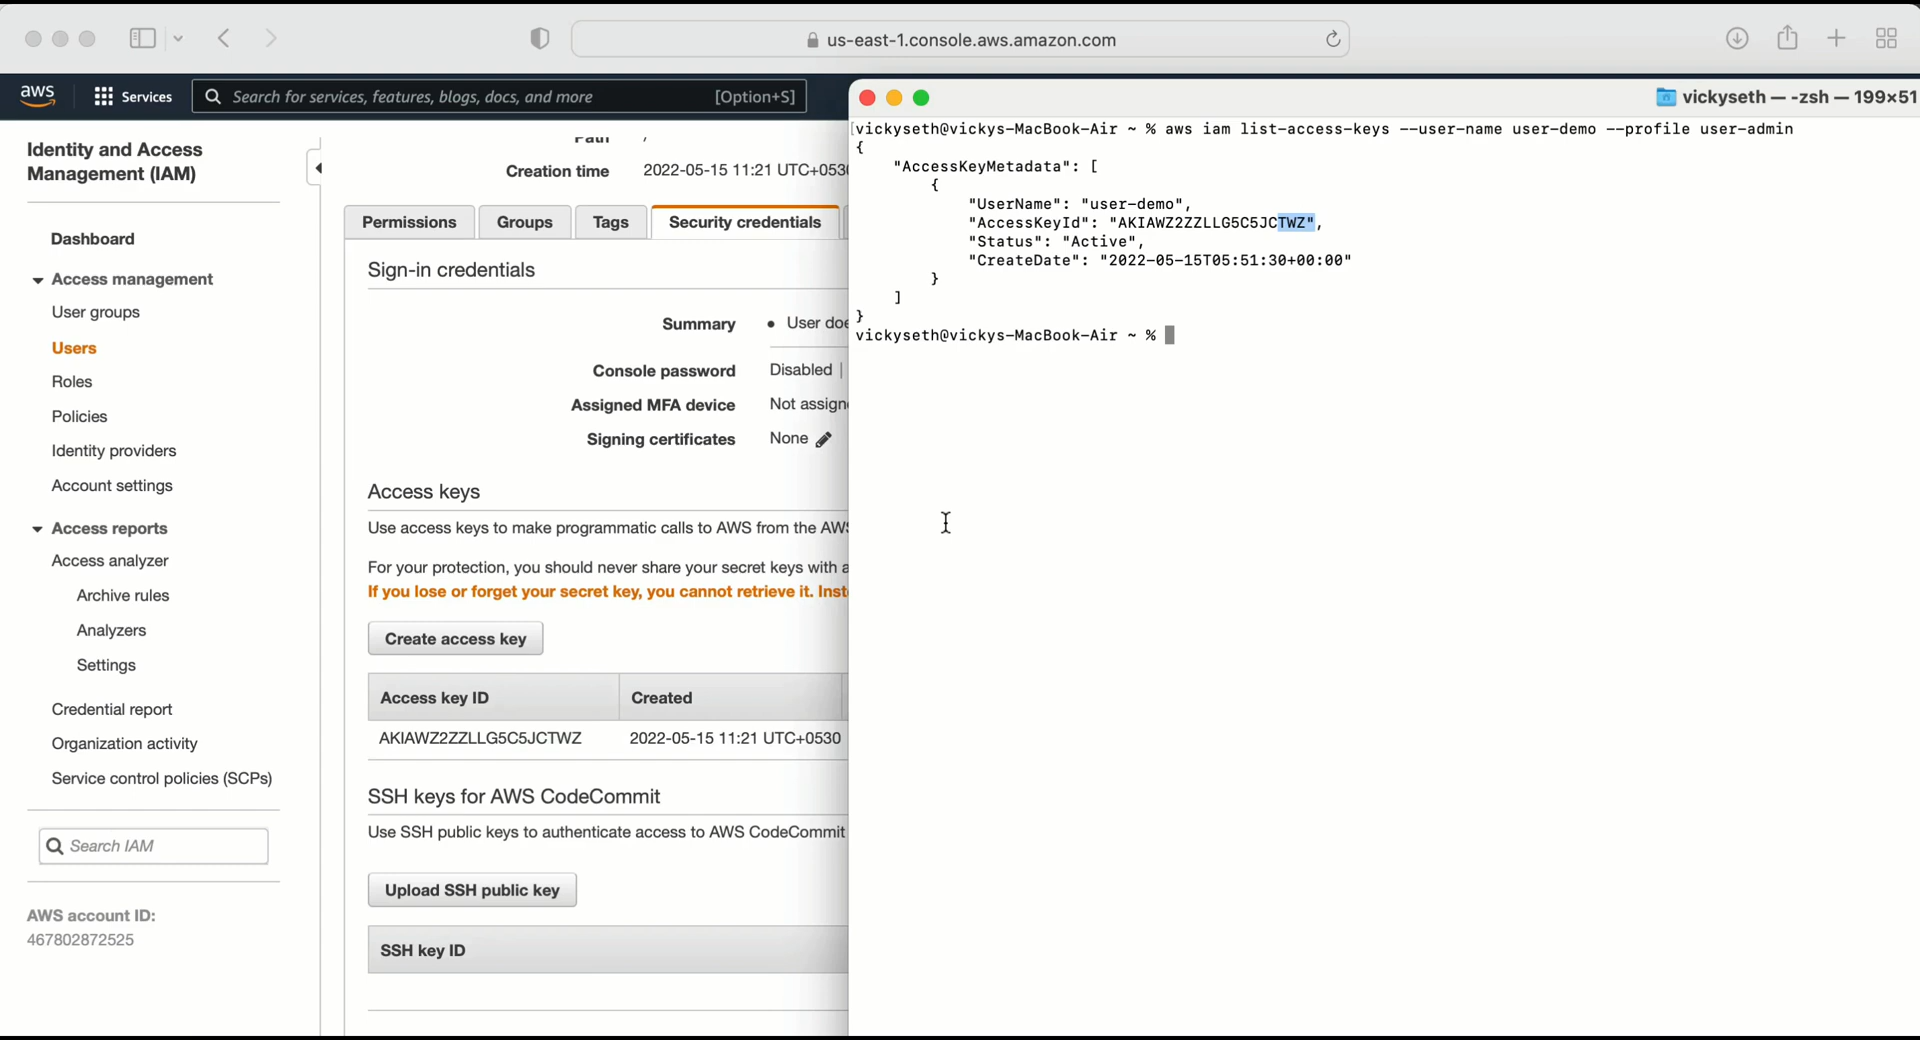 us-east-1.console.aws.amazon.com
aws
Services
Search for services, features, blogs, docs, and more
[Option+S]
Identity and Access
Management (IAM)
Dashboard
Access management
User groups
Users
Roles
Policies
Identity providers
Account settings
Access reports
Access analyzer
Archive rules
Analyzers
Settings
Credential report
Organization activity
Service control policies (SCPs)
Search IAM
AWS account ID:
467802872525
Path /
Creation time 2022-05-15 11:21 UTC+053
Permissions Groups Tags Security credentials
Sign-in credentials
Summary • User doe
Console password Disabled |
Assigned MFA device Not assign
Signing certificates None
Access keys
Use access keys to make programmatic calls to AWS from the AWS
For your protection, you should never share your secret keys with a
If you lose or forget your secret key, you cannot retrieve it. Inst
Create access key
Access key ID Created
AKIAWZ2ZZLLG5C5JCTWZ 2022-05-15 11:21 UTC+0530
SSH keys for AWS CodeCommit
Use SSH public keys to authenticate access to AWS CodeCommit
Upload SSH public key
SSH key ID
vickyseth — -zsh — 199×51
[vickyseth@vickys-MacBook-Air ~ % aws iam list-access-keys --user-name user-demo --profile user-admin
{
"AccessKeyMetadata": [
{
"UserName": "user-demo",
"AccessKeyId": "AKIAWZ2ZZLLG5C5JCTWZ",
"Status": "Active",
"CreateDate": "2022-05-15T05:51:30+00:00"
}
]
}
vickyseth@vickys-MacBook-Air ~ %